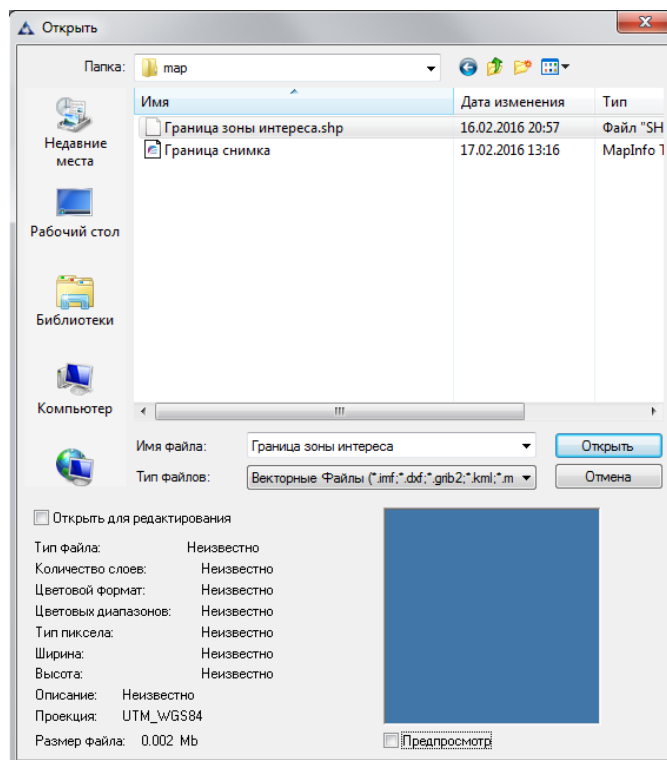 Открыть
Папка: map
Имя Дата изменения Тип
Граница зоны интереса.shp 16.02.2016 20:57 Файл "SH
Граница снимка 17.02.2016 13:16 MapInfo T
Недавние
места
Рабочий стол
Библиотеки
Компьютер
Имя файла: Граница зоны интереса Открыть
Тип файлов: Векторные Файлы (*.imf;*.dxf;*.grib2;*.kml;*.m Отмена
Открыть для редактирования
Тип файла: Неизвестно
Количество слоев: Неизвестно
Цветовой формат: Неизвестно
Цветовых диапазонов: Неизвестно
Тип пиксела: Неизвестно
Ширина: Неизвестно
Высота: Неизвестно
Описание: Неизвестно
Проекция: UTM_WGS84
Размер файла: 0.002 Mb Предпросмотр